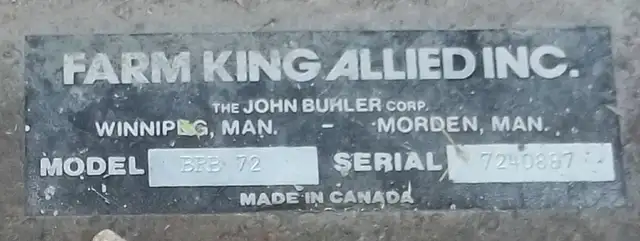 FARM KING ALLIED INC.
THE JOHN BUHLER CORP.
WINNIPEG, MAN. - MORDEN, MAN.
MODEL BRB 72 SERIAL 7240887
MADE IN CANADA